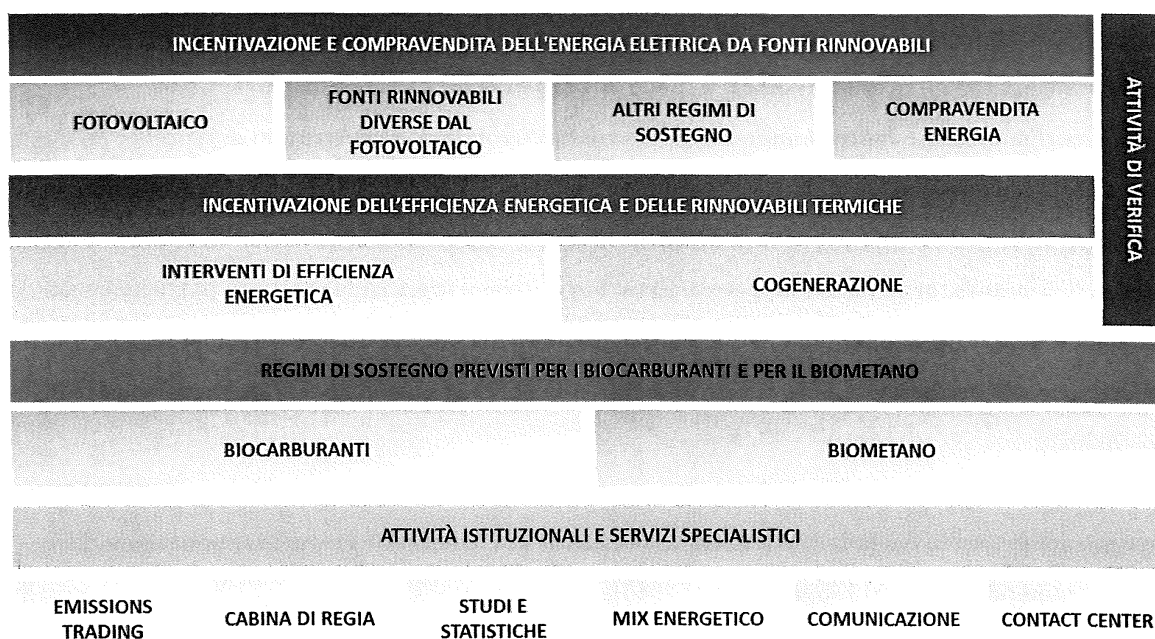 INCENTIVAZIONE E COMPRAVENDITA DELL'ENERGIA ELETTRICA DA FONTI RINNOVABILI
FOTOVOLTAICO
FONTI RINNOVABILI
DIVERSE DAL
FOTOVOLTAICO
ALTRI REGIMI DI
SOSTEGNO
COMPRAVENDITA
ENERGIA
INCENTIVAZIONE DELL'EFFICIENZA ENERGETICA E DELLE RINNOVABILI TERMICHE
INTERVENTI DI EFFICIENZA
ENERGETICA
COGENERAZIONE
ATTIVITÀ DI VERIFICA
REGIMI DI SOSTEGNO PREVISTI PER I BIOCARBURANTI E PER IL BIOMETANO
BIOCARBURANTI
BIOMETANO
ATTIVITÀ ISTITUZIONALI E SERVIZI SPECIALISTICI
EMISSIONS
TRADING
CABINA DI REGIA
STUDI E
STATISTICHE
MIX ENERGETICO
COMUNICAZIONE
CONTACT CENTER